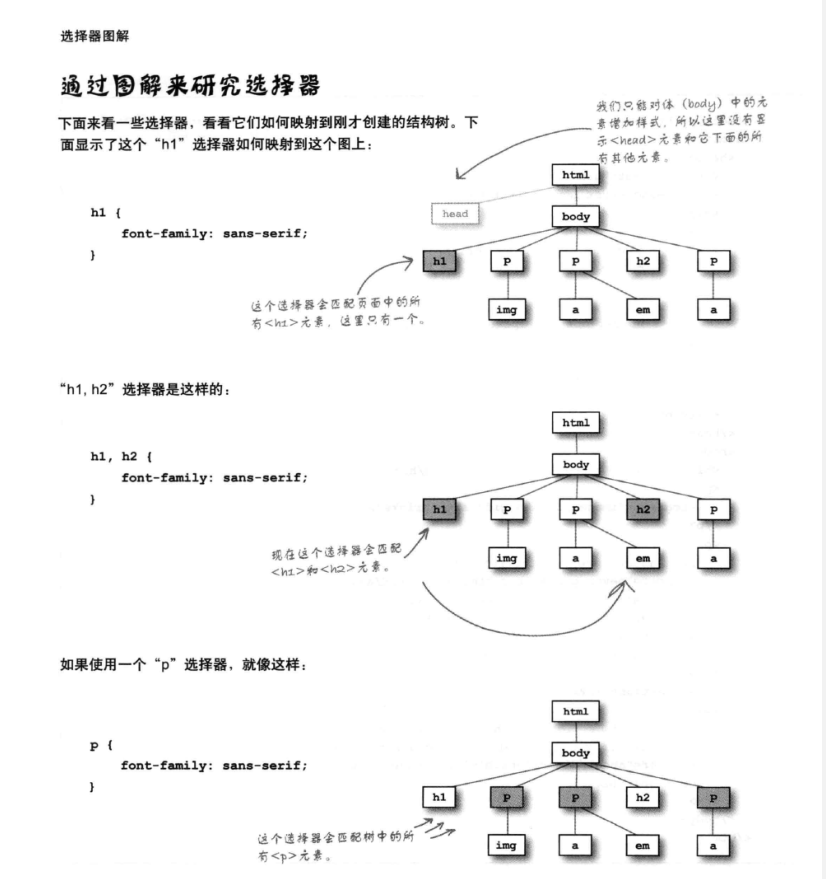 选择器图解
通过图解来研究选择器
下面来看一些选择器，看看它们如何映射到刚才创建的结构树。下
面显示了这个“h1”选择器如何映射到这个图上：
我们只能对体（body）中的元
素增加样式，所以这里没有显
示<head>元素和它下面的所
有其他元素。
h1 {
font-family: sans-serif;
}
html
head
body
h1 p p h2 p
img a em a
这个选择器会匹配页面中的所
有<h1>元素，这里只有一个。
“h1, h2”选择器是这样的：
h1, h2 {
font-family: sans-serif;
}
html
body
h1 p p h2 p
img a em a
现在这个选择器会匹配
<h1>和<h2>元素。
如果使用一个“p”选择器，就像这样：
p {
font-family: sans-serif;
}
html
body
h1 p p h2 p
img a em a
这个选择器会匹配树中的所
有<p>元素。